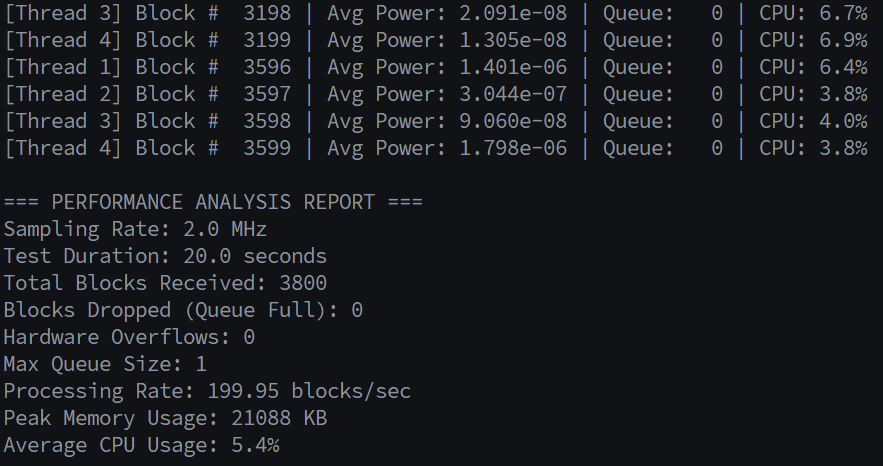 [Thread 3] Block #  3198 | Avg Power: 2.091e-08 | Queue:   0 | CPU: 6.7%
[Thread 4] Block #  3199 | Avg Power: 1.305e-08 | Queue:   0 | CPU: 6.9%
[Thread 1] Block #  3596 | Avg Power: 1.401e-06 | Queue:   0 | CPU: 6.4%
[Thread 2] Block #  3597 | Avg Power: 3.044e-07 | Queue:   0 | CPU: 3.8%
[Thread 3] Block #  3598 | Avg Power: 9.060e-08 | Queue:   0 | CPU: 4.0%
[Thread 4] Block #  3599 | Avg Power: 1.798e-06 | Queue:   0 | CPU: 3.8%
=== PERFORMANCE ANALYSIS REPORT ===
Sampling Rate: 2.0 MHz
Test Duration: 20.0 seconds
Total Blocks Received: 3800
Blocks Dropped (Queue Full): 0
Hardware Overflows: 0
Max Queue Size: 1
Processing Rate: 199.95 blocks/sec
Peak Memory Usage: 21088 KB
Average CPU Usage: 5.4%